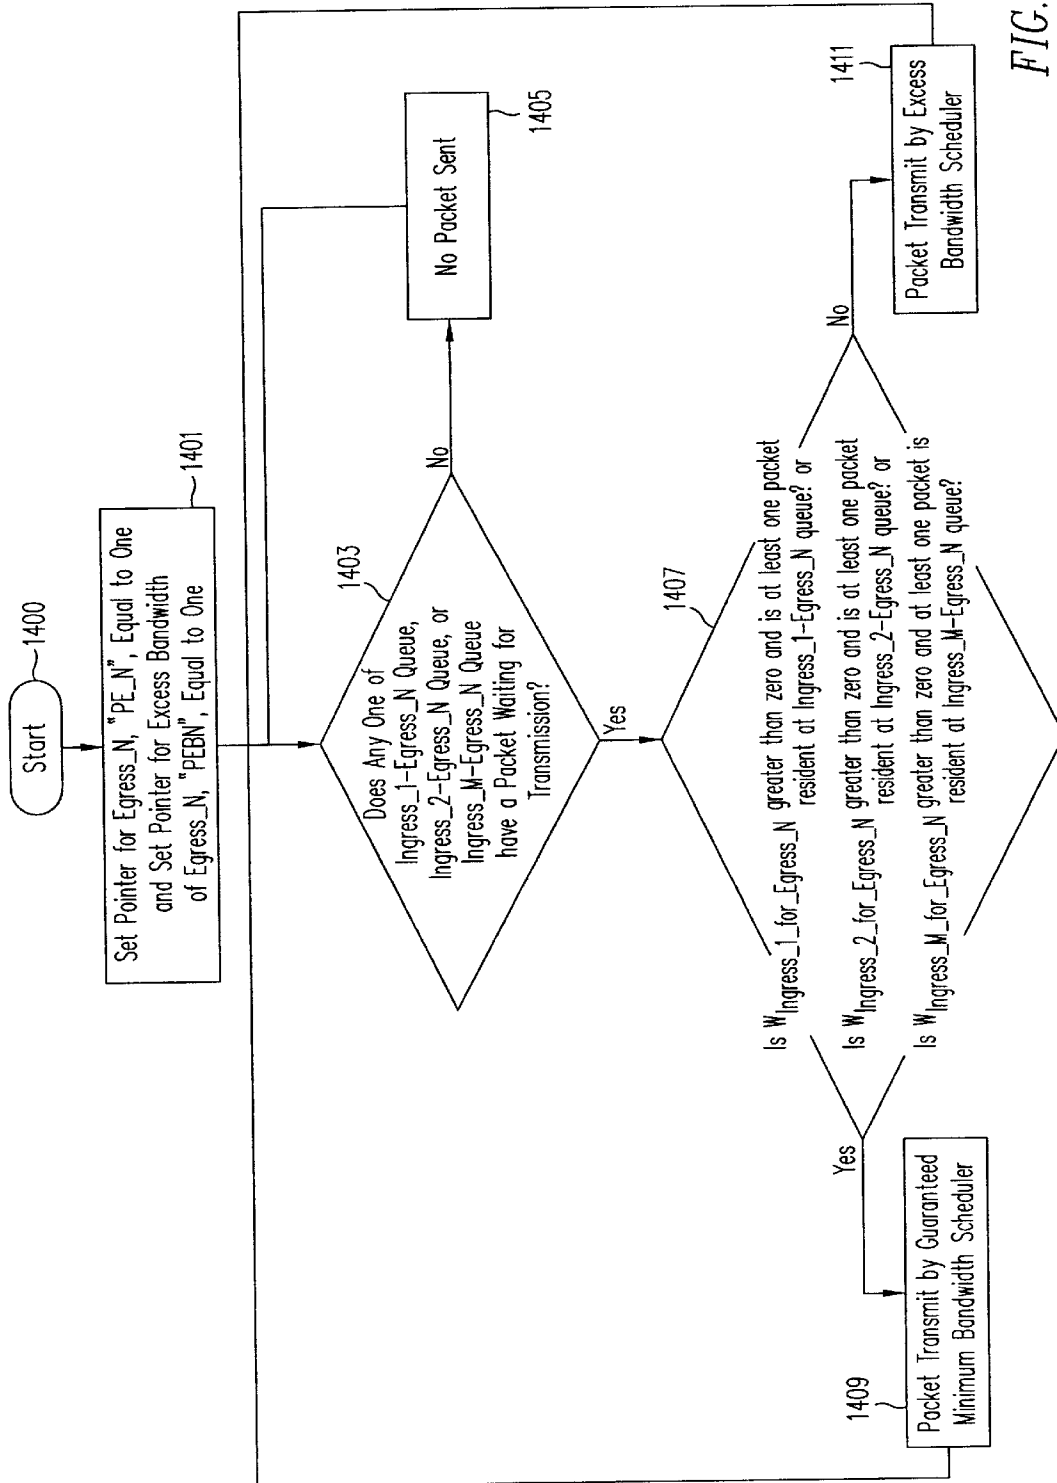 Start
1400
Set Pointer for Egress_N, "PE_N", Equal to One
and Set Pointer for Excess Bandwidth
of Egress_N, "PEBN", Equal to One
1401
Does Any One of
Ingress_1-Egress_N Queue,
Ingress_2-Egress_N Queue, or
Ingress_M-Egress_N Queue
have a Packet Waiting for
Transmission?
1403
No
No Packet Sent
1405
Yes
1407
Is WIngress_1_for_Egress_N greater than zero and is at least one packet
resident at Ingress_1-Egress_N queue? or
Is WIngress_2_for_Egress_N greater than zero and is at least one packet
resident at Ingress_2-Egress_N queue? or
Is WIngress_M_for_Egress_N greater than zero and at least one packet is
resident at Ingress_M-Egress_N queue?
Yes
No
Packet Transmit by Guaranteed
Minimum Bandwidth Scheduler
1409
Packet Transmit by Excess
Bandwidth Scheduler
1411
FIG.